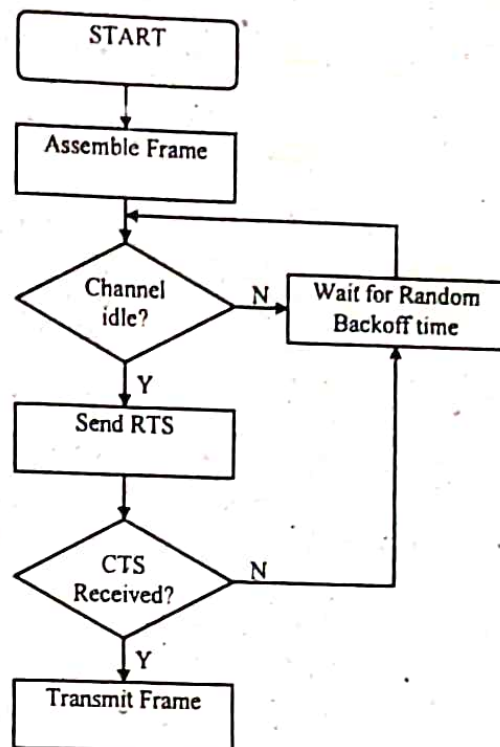 START
Assemble Frame
Channel
idle?
N
Wait for Random
Backoff time
Y
Send RTS
CTS
Received?
N
Y
Transmit Frame